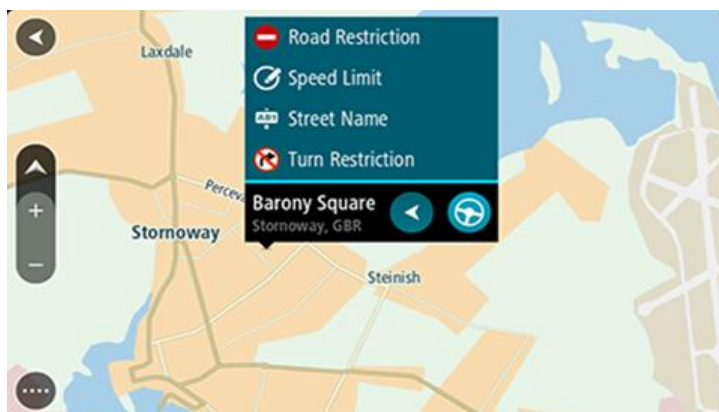 Laxdale
Road Restriction
Speed Limit
Street Name
Turn Restriction
Barony Square
Stornoway, GBR
Stornoway
Steinish